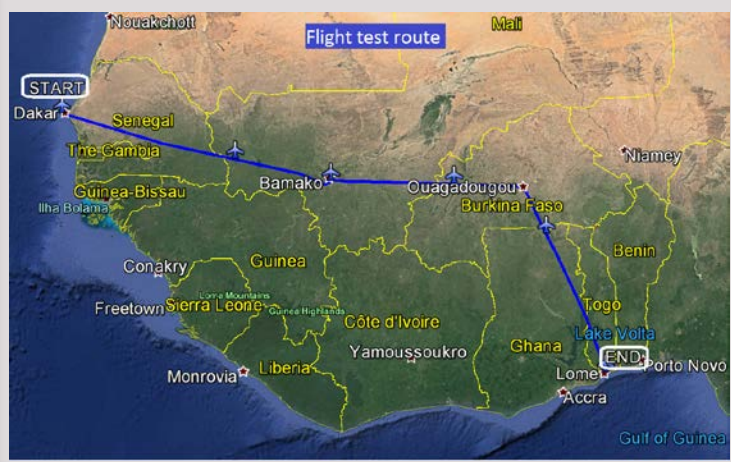 Nouakchott
Mali
Flight test route
START
Dakar
Senegal
The Gambia
Niamey
Bamako
Ouagadougou
Guinea-Bissau
Burkina Faso
Ilha Bolama
Benin
Conakry
Guinea
Loma Mountains
Freetown
Sierra Leone
Togo
Guinea Highlands
Côte d'Ivoire
Lake Volta
Ghana
Yamoussoukro
END
Liberia
Porto Novo
Monrovia
Lome
Accra
Gulf of Guinea